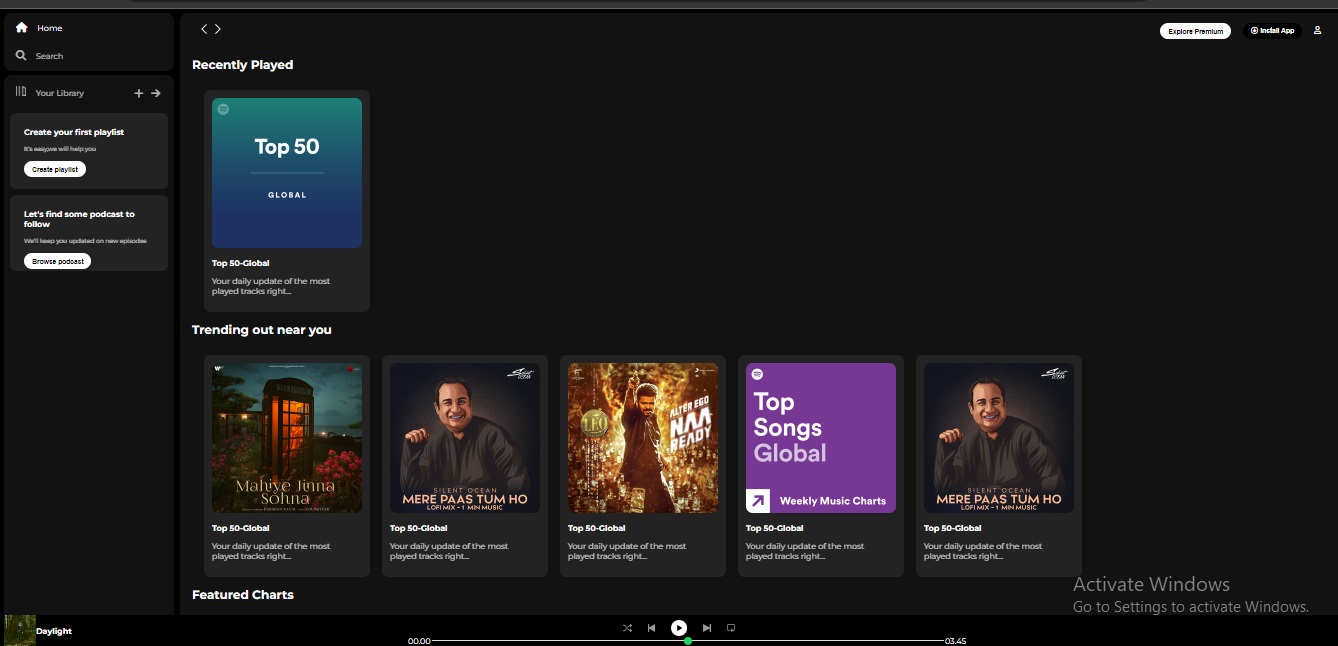 Home
Search
Your Library
Create your first playlist
It's easy,we will help you
Create playlist
Let's find some podcast to
follow
We'll keep you updated on new episodes
Browse podcast
Explore Premium
Install App
Recently Played
Top 50
GLOBAL
Top 50-Global
Your daily update of the most
played tracks right...
Trending out near you
Mahiye Jinna
Sohna
Top 50-Global
Your daily update of the most
played tracks right...
SILENT OCEAN
MERE PAAS TUM HO
LOFI MIX - 1 MIN MUSIC
Top 50-Global
Your daily update of the most
played tracks right...
LEO
ALTER EGO
NAA
READY
Top 50-Global
Your daily update of the most
played tracks right...
Top
Songs
Global
Weekly Music Charts
Top 50-Global
Your daily update of the most
played tracks right...
SILENT OCEAN
MERE PAAS TUM HO
LOFI MIX - 1 MIN MUSIC
Top 50-Global
Your daily update of the most
played tracks right...
Featured Charts
Activate Windows
Go to Settings to activate Windows.
Daylight
00.00
03.45